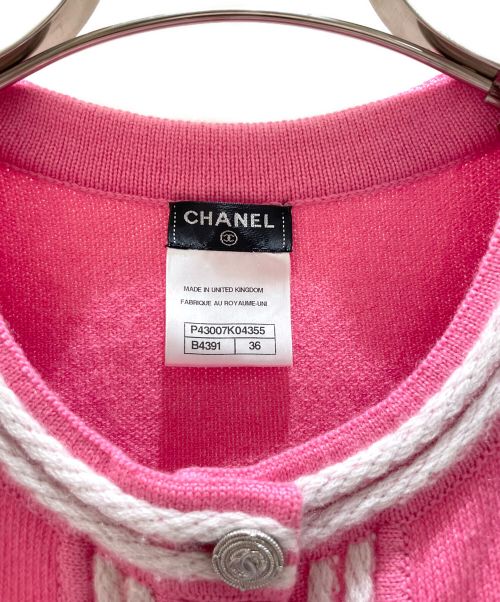 CHANEL
MADE IN UNITED KINGDOM
FABRIQUE AU ROYAUME-UNI
P43007K04355
B4391 36